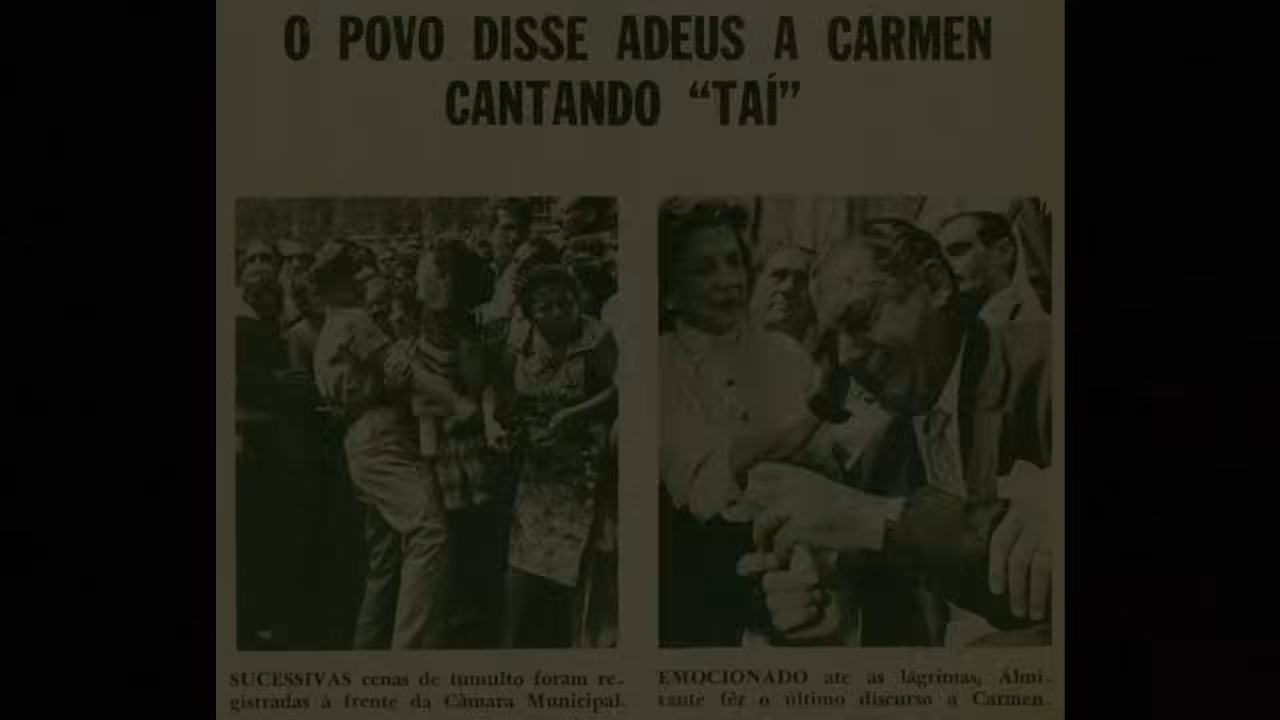 O POVO DISSE ADEUS A CARMEN
CANTANDO “TAÍ”
SUCESSIVAS cenas de tumulto foram re-
gistradas à frente da Câmara Municipal.
EMOCIONADO ate as lágrimas, Almi-
rante fêz o último discurso a Carmen.